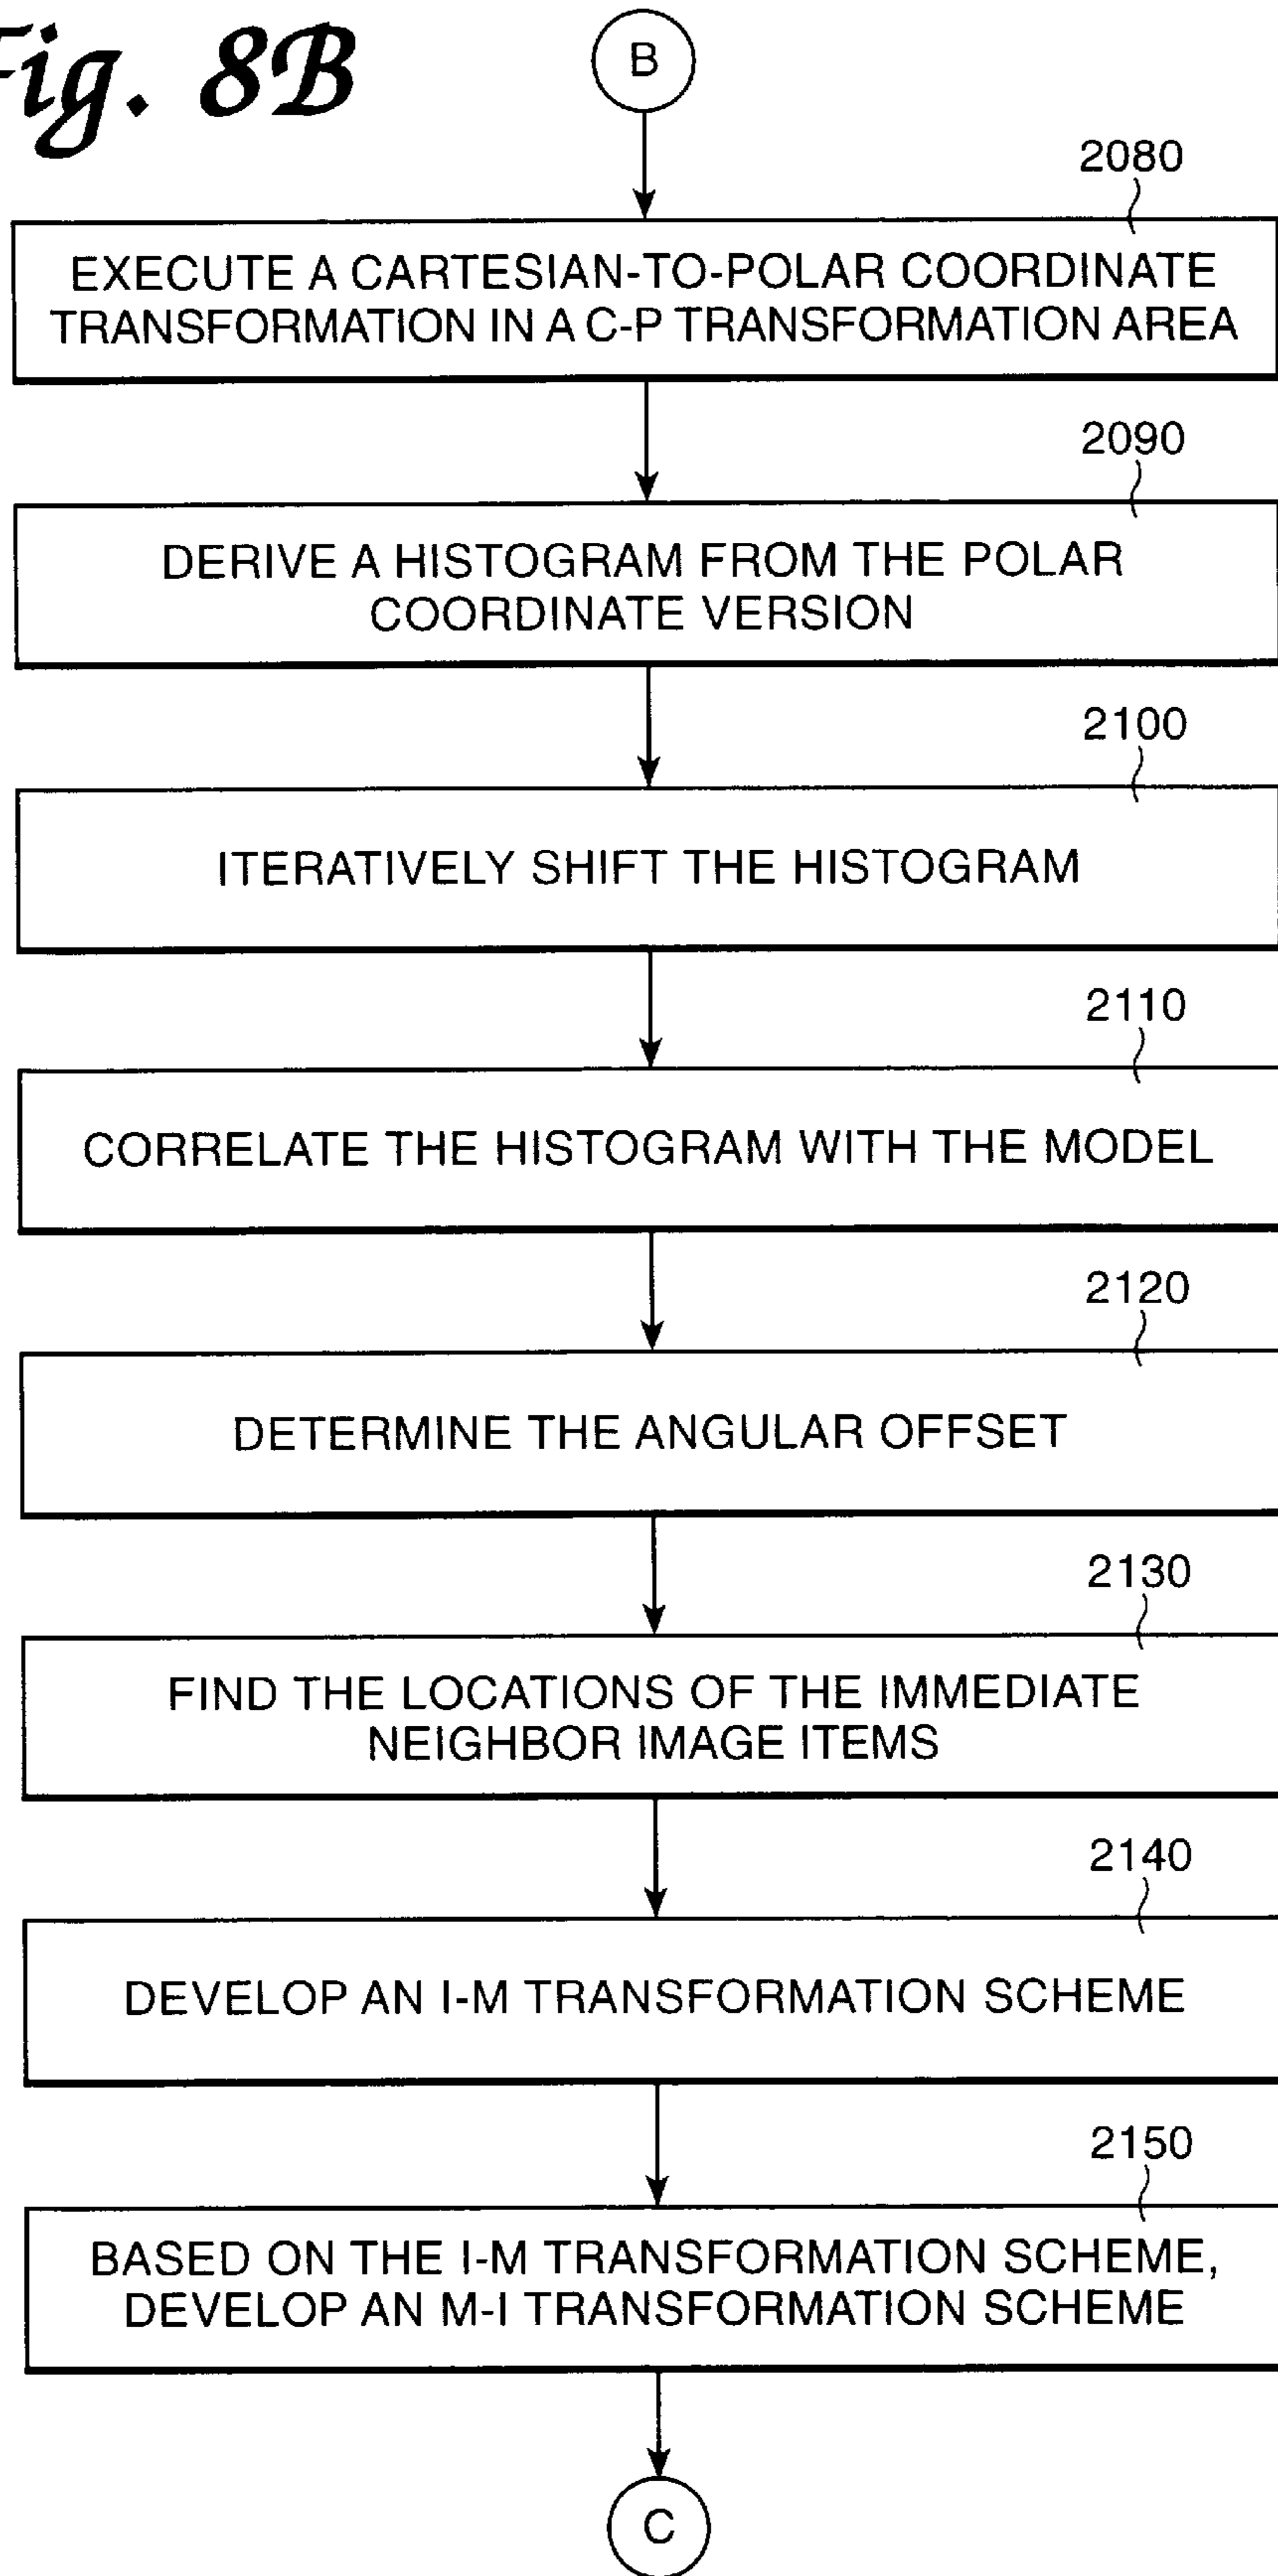 Fig. 8B
B
2080
EXECUTE A CARTESIAN-TO-POLAR COORDINATE
TRANSFORMATION IN A C-P TRANSFORMATION AREA
2090
DERIVE A HISTOGRAM FROM THE POLAR
COORDINATE VERSION
2100
ITERATIVELY SHIFT THE HISTOGRAM
2110
CORRELATE THE HISTOGRAM WITH THE MODEL
2120
DETERMINE THE ANGULAR OFFSET
2130
FIND THE LOCATIONS OF THE IMMEDIATE
NEIGHBOR IMAGE ITEMS
2140
DEVELOP AN I-M TRANSFORMATION SCHEME
2150
BASED ON THE I-M TRANSFORMATION SCHEME,
DEVELOP AN M-I TRANSFORMATION SCHEME
C